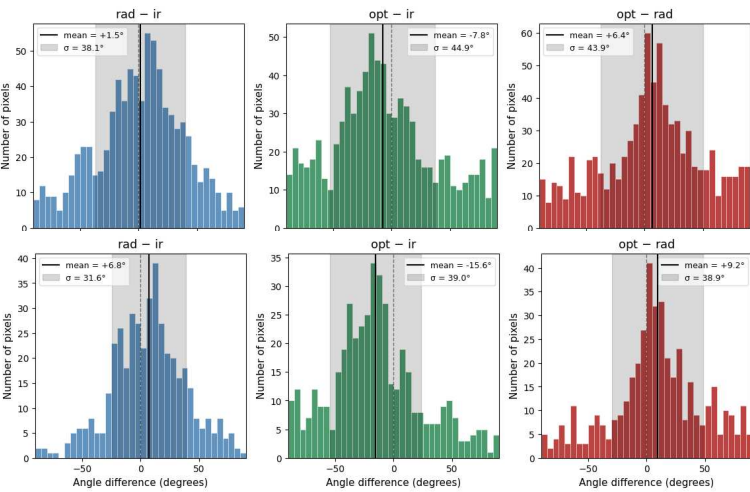 rad − ir
opt − ir
opt − rad
mean = +1.5°
σ = 38.1°
mean = -7.8°
σ = 44.9°
mean = +6.4°
σ = 43.9°
Number of pixels
50
40
30
20
10
0
Number of pixels
50
40
30
20
10
0
Number of pixels
60
50
40
30
20
10
0
rad − ir
opt − ir
opt − rad
mean = +6.8°
σ = 31.6°
mean = -15.6°
σ = 39.0°
mean = +9.2°
σ = 38.9°
Number of pixels
40
35
30
25
20
15
10
5
0
Number of pixels
35
30
25
20
15
10
5
0
Number of pixels
40
35
30
25
20
15
10
5
0
−50 0 50
−50 0 50
−50 0 50
Angle difference (degrees)
Angle difference (degrees)
Angle difference (degrees)